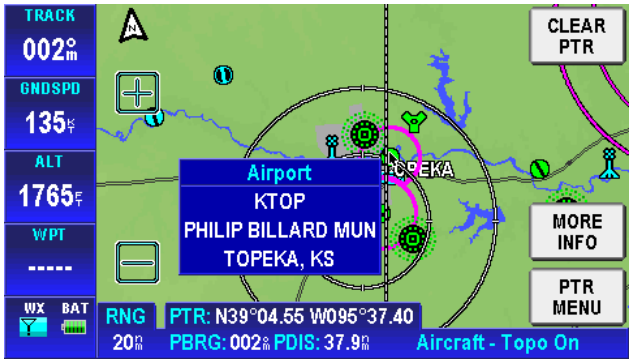 TRACK
002°m
GNDSPD
135kt
ALT
1765ft
WPT
-----
WX BAT
N
CLEAR PTR
TOPEKA
Airport
KTOP
PHILIP BILLARD MUN
TOPEKA, KS
MORE INFO
PTR MENU
RNG
20nm
PTR: N39°04.55 W095°37.40
PBRG: 002°m PDIS: 37.9nm
Aircraft - Topo On